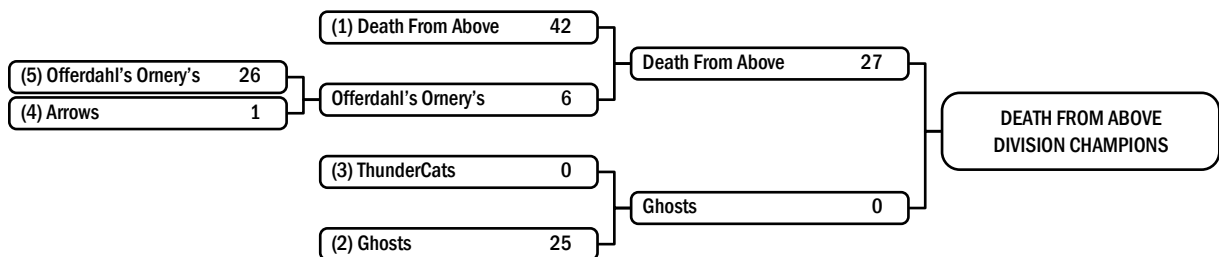 (5) Offerdahl's Ornery's 26
(4) Arrows 1
(1) Death From Above 42
Offerdahl's Ornery's 6
(3) ThunderCats 0
(2) Ghosts 25
Death From Above 27
Ghosts 0
DEATH FROM ABOVE
DIVISION CHAMPIONS